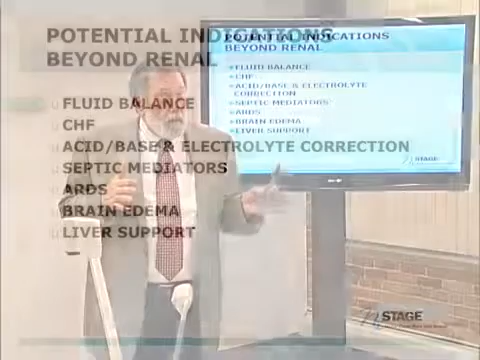 POTENTIAL INDICATIONS
BEYOND RENAL
FLUID BALANCE
CHF
ACID/BASE & ELECTROLYTE CORRECTION
SEPTIC MEDIATORS
ARDS
BRAIN EDEMA
LIVER SUPPORT
POTENTIAL INDICATIONS
BEYOND RENAL
FLUID BALANCE
CHF
ACID/BASE & ELECTROLYTE
CORRECTION
SEPTIC MEDIATORS
ARDS
BRAIN EDEMA
LIVER SUPPORT
STAGE
STAGE